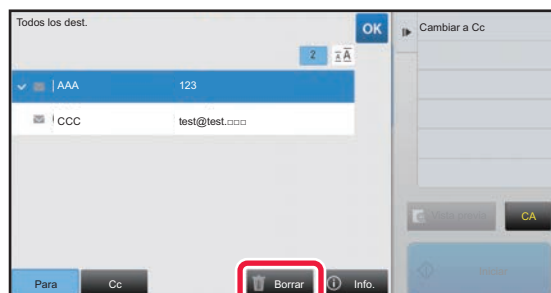 Todos los dest.
OK
Cambiar a Cc
2
A A
AAA 123
CCC test@test.□□□
CA
Para Cc Borrar Info.